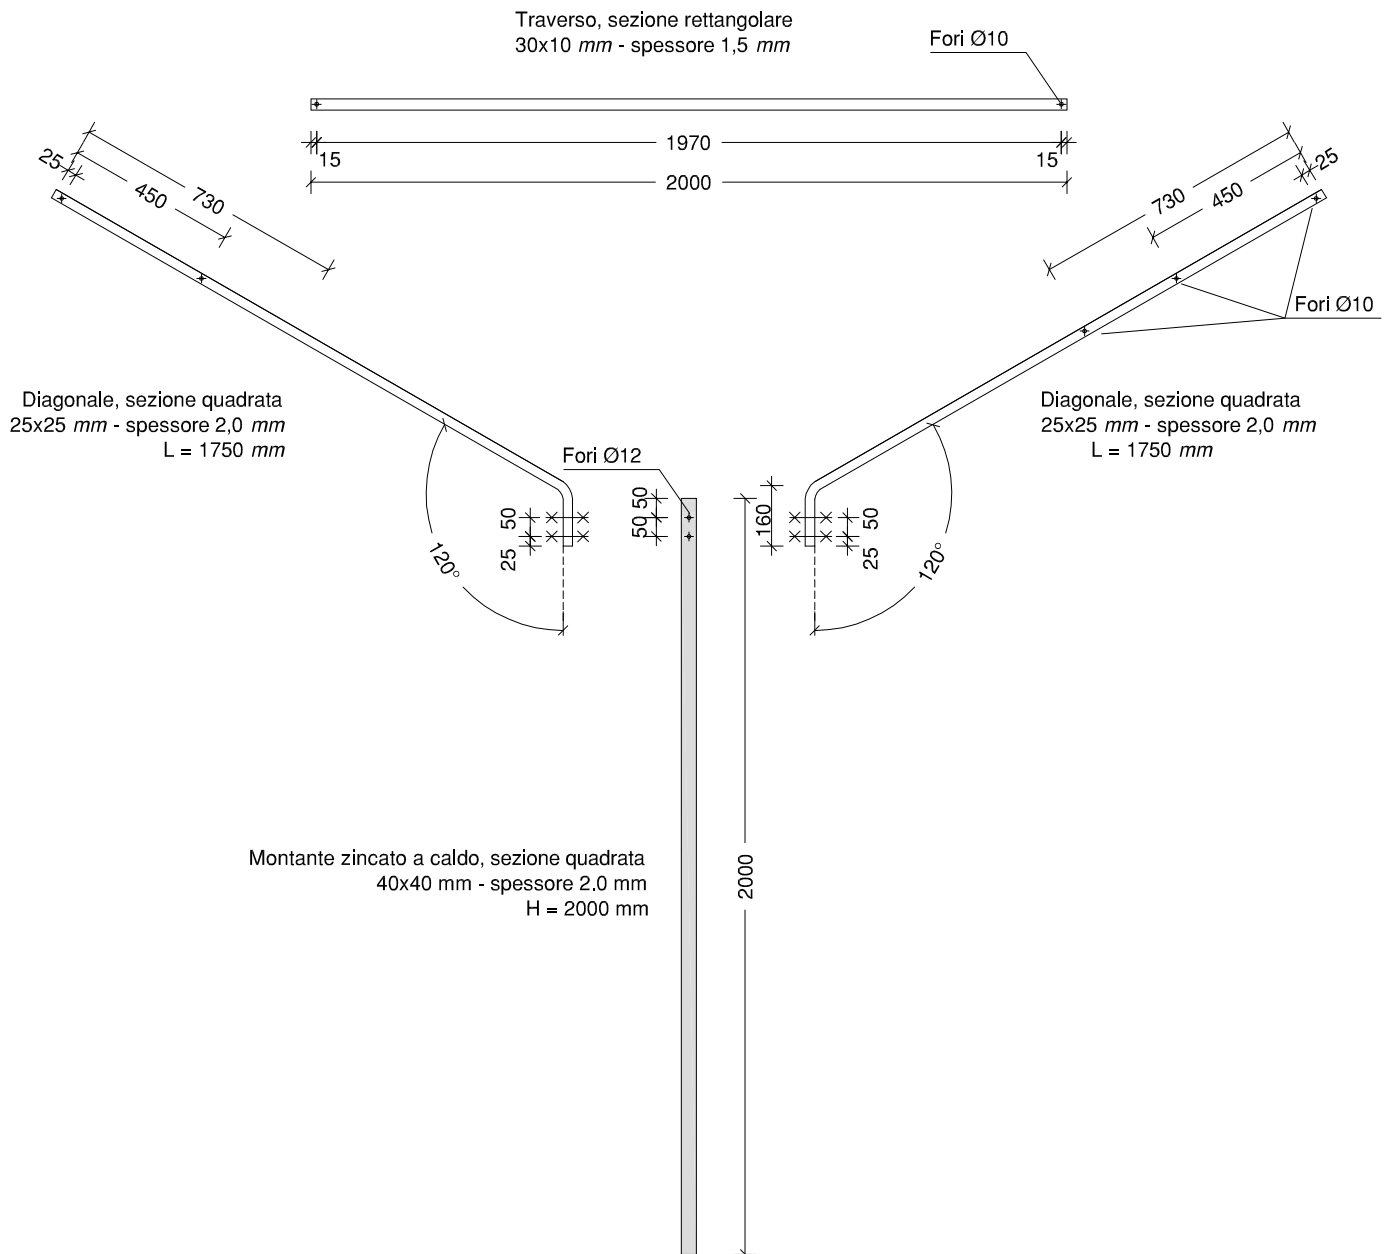 Traverso, sezione rettangolare
30x10 mm - spessore 1,5 mm
Fori Ø10
1970
15
15
2000
25
450
730
730
450
25
Fori Ø10
Diagonale, sezione quadrata
25x25 mm - spessore 2,0 mm
L = 1750 mm
Diagonale, sezione quadrata
25x25 mm - spessore 2,0 mm
L = 1750 mm
Fori Ø12
50
25
50
50
160
50
25
120°
120°
Montante zincato a caldo, sezione quadrata
40x40 mm - spessore 2.0 mm
H = 2000 mm
2000